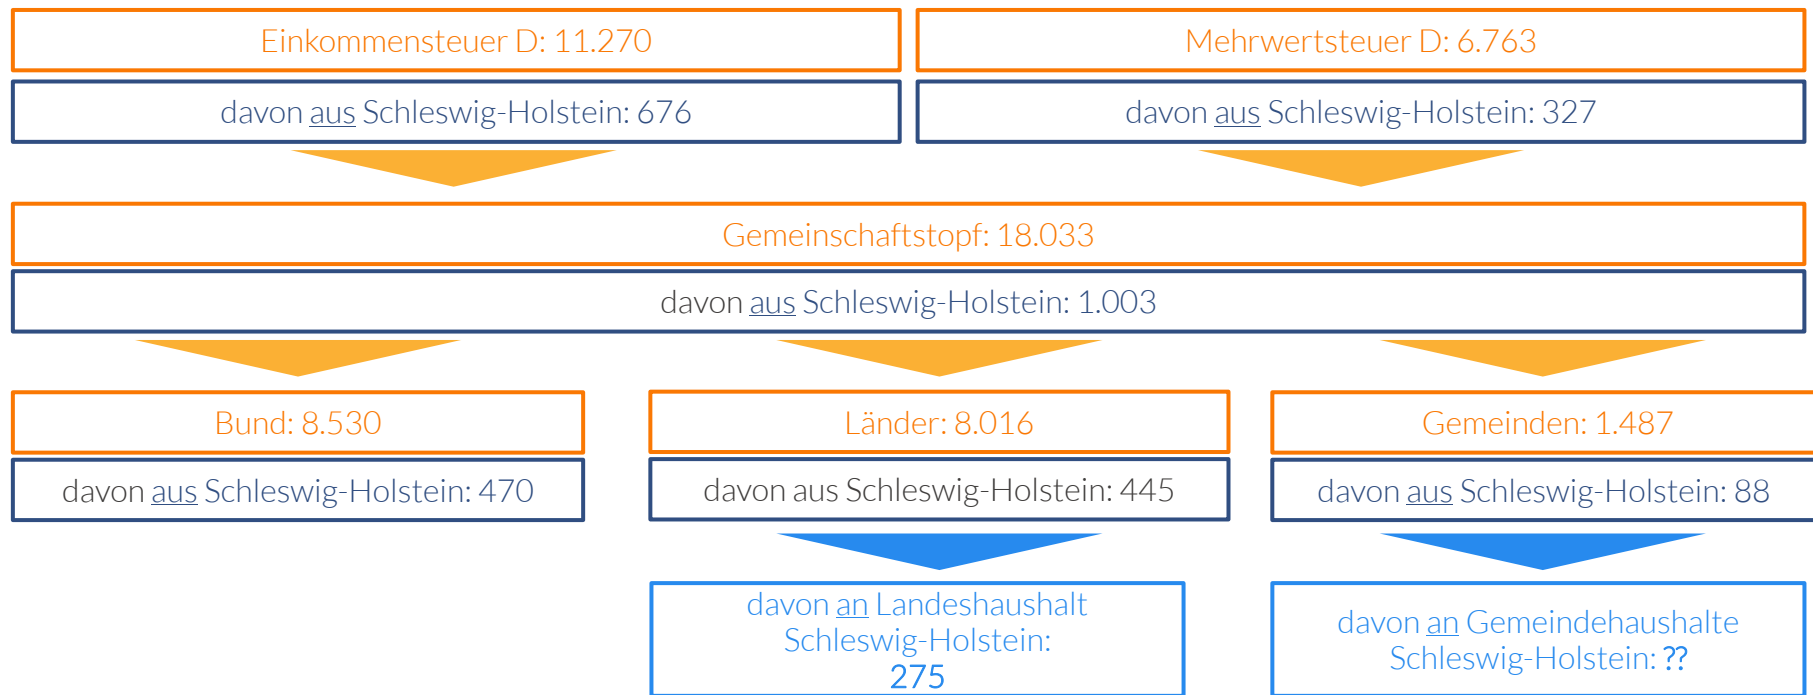 Einkommensteuer D: 11.270
Mehrwertsteuer D: 6.763
davon aus Schleswig-Holstein: 676
davon aus Schleswig-Holstein: 327
Gemeinschaftstopf: 18.033
davon aus Schleswig-Holstein: 1.003
Bund: 8.530
Länder: 8.016
Gemeinden: 1.487
davon aus Schleswig-Holstein: 470
davon aus Schleswig-Holstein: 445
davon aus Schleswig-Holstein: 88
davon an Landeshaushalt
Schleswig-Holstein:
275
davon an Gemeindehaushalte
Schleswig-Holstein: ??